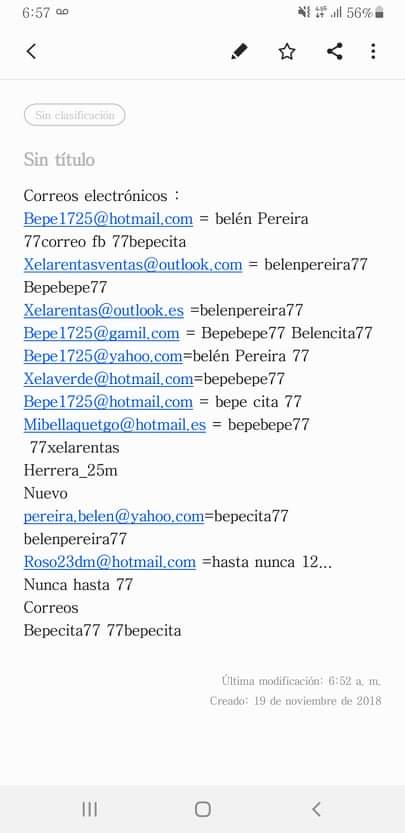 6:57
56%
Sin clasificación
Sin título
Correos electrónicos :
Bepe1725@hotmail.com = belén Pereira
77correo fb 77bepecita
Xelarentasventas@outlook.com = belenpereira77
Bepebepe77
Xelarentas@outlook.es =belenpereira77
Bepe1725@gamil.com = Bepebepe77 Belencita77
Bepe1725@yahoo.com=belén Pereira 77
Xelaverde@hotmail.com=bepebepe77
Bepe1725@hotmail.com = bepe cita 77
Mibellaquetgo@hotmail.es = bepebepe77
77xelarentas
Herrera_25m
Nuevo
pereira.belen@yahoo.com=bepecita77
belenpereira77
Roso23dm@hotmail.com =hasta nunca 12...
Nunca hasta 77
Correos
Bepecita77 77bepecita
Última modificación: 6:52 a. m.
Creado: 19 de noviembre de 2018